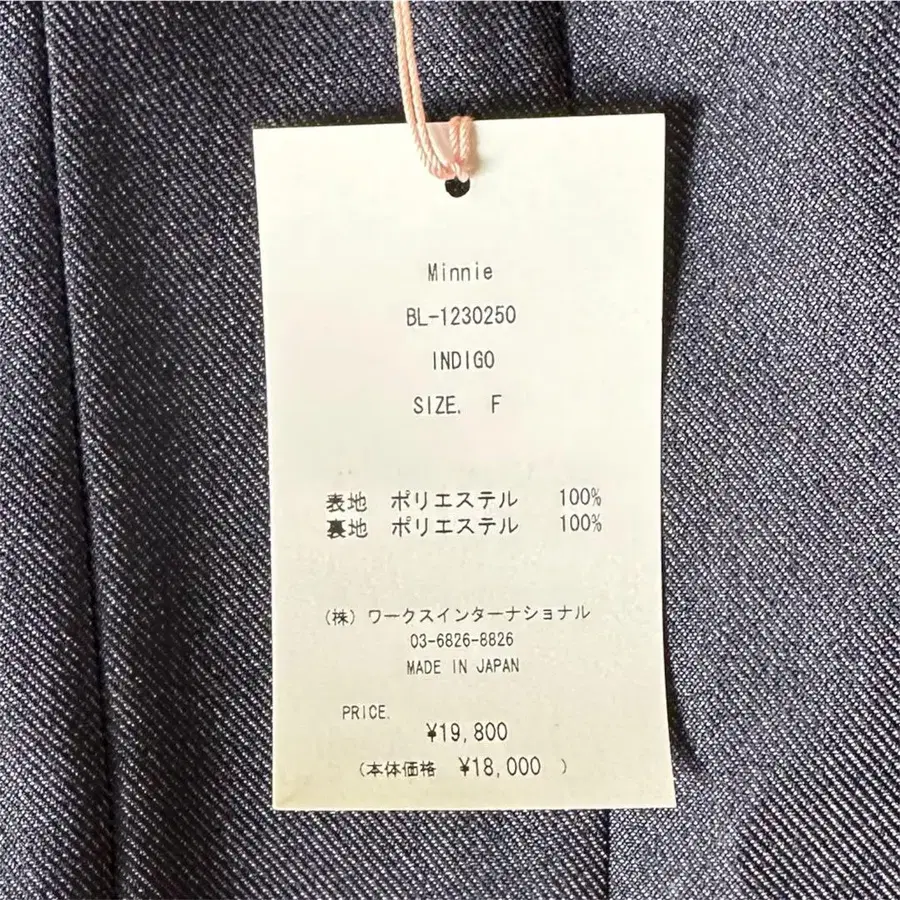 Minnie
BL-1230250
INDIGO
SIZE. F
表地 ポリエステル 100%
裏地 ポリエステル 100%
(株)ワークスインターナショナル
03-6826-8826
MADE IN JAPAN
PRICE.
¥19,800
(本体価格 ¥18,000 )